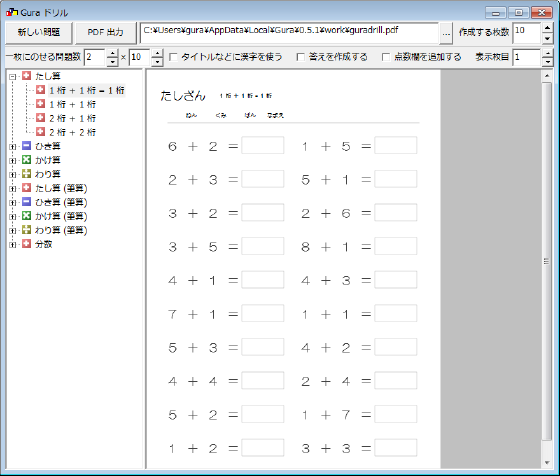 Gura ドリル
新しい問題 PDF 出力 C:¥Users¥gura¥AppData¥Local¥Gura¥0.5.1¥work¥guradrill.pdf ... 作成する枚数 10
一枚にのせる問題数 2 × 10 タイトルなどに漢字を使う 答えを作成する 点数欄を追加する 表示枚目 1
たし算
1 桁 + 1 桁 = 1 桁
1 桁 + 1 桁
2 桁 + 1 桁
2 桁 + 2 桁
ひき算
かけ算
わり算
たし算 (筆算)
ひき算 (筆算)
かけ算 (筆算)
わり算 (筆算)
分数
たしざん 1 桁 + 1 桁 = 1 桁
ねん くみ ばん なまえ
6 + 2 = 1 + 5 =
2 + 3 = 5 + 1 =
3 + 2 = 2 + 6 =
3 + 5 = 8 + 1 =
4 + 1 = 4 + 3 =
7 + 1 = 1 + 1 =
5 + 3 = 4 + 2 =
4 + 4 = 2 + 4 =
5 + 2 = 1 + 7 =
1 + 2 = 3 + 3 =